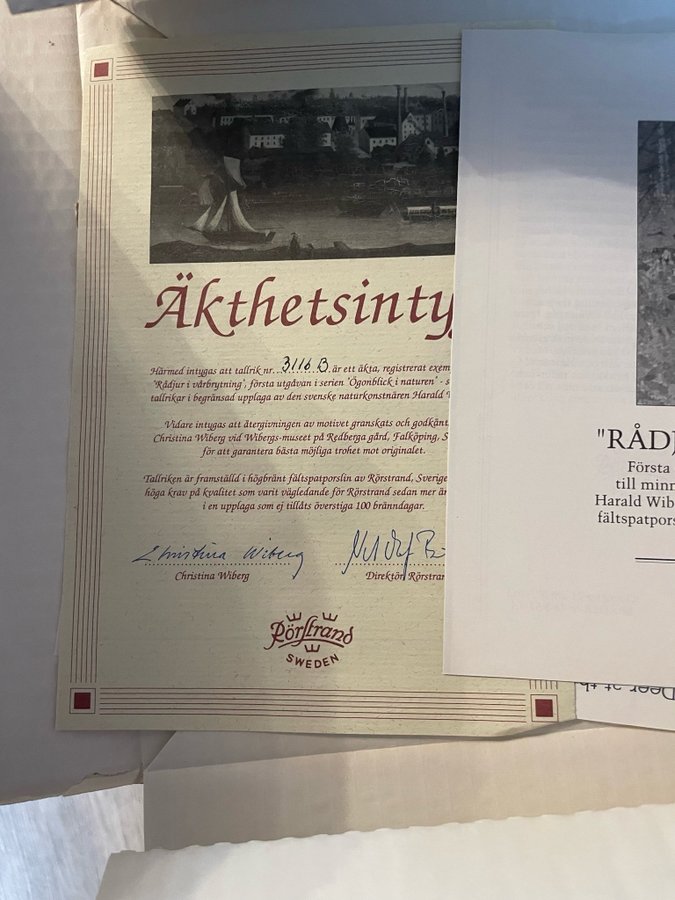 Äkthetsinty
Härmed intygas att tallrik nr. 3116 B. är ett äkta, registrerat exem
"Rådjur i vårbrytning", första utgåvan i serien "Ögonblick i naturen" - s
tallrikar i begränsad upplaga av den svenske naturkonstnären Harald
Vidare intygas att återgivningen av motivet granskats och godkänt
Christina Wiberg vid Wibergs-museet på Redberga gård, Falköping, S
för att garantera bästa möjliga trohet mot originalet.
Tallriken är framställd i högbränt fältspatporslin av Rörstrand, Sverige
höga krav på kvalitet som varit vägledande för Rörstrand sedan mer än
i en upplaga som ej tillåts överstiga 100 bränndagar.
Christina Wiberg
Christina Wiberg
Direktör, Rörstran
Rörstrand
SWEDEN
"RÅDJ
Första
till minn
Harald Wib
fältspatpors